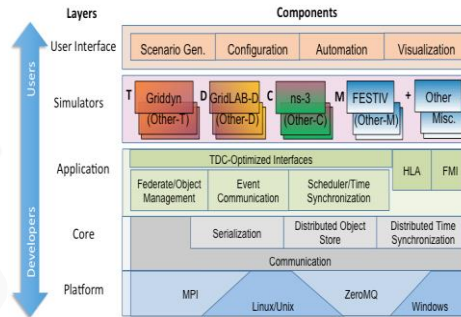 Layers Components
Users
Developers
User Interface
Scenario Gen. Configuration Automation Visualization
Simulators
T Griddyn (Other-T)
D GridLAB-D (Other-D)
C ns-3 (Other-C)
M FESTIV (Other-M)
+ Other Misc.
Application
TDC-Optimized Interfaces
HLA FMI
Federate/Object Management
Event Communication
Scheduler/Time Synchronization
Core
Serialization
Distributed Object Store
Distributed Time Synchronization
Communication
Platform
MPI Linux/Unix ZeroMQ Windows